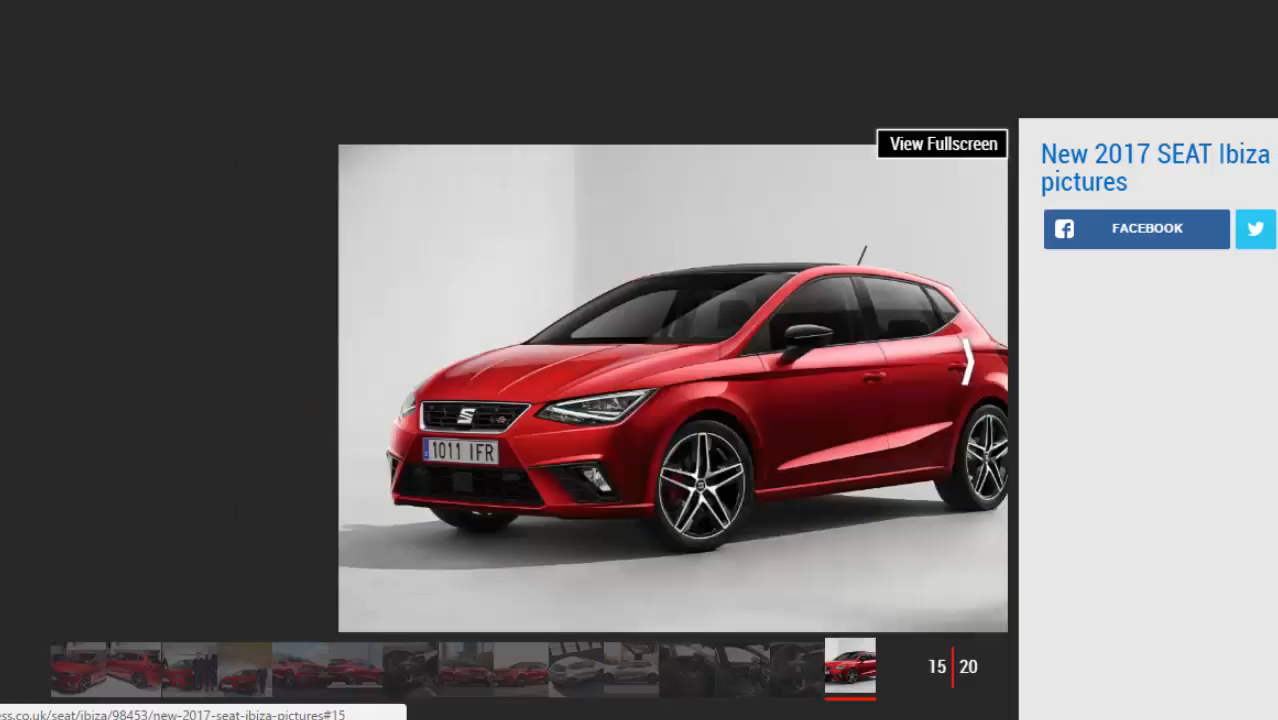 View Fullscreen
New 2017 SEAT Ibiza
pictures
FACEBOOK
1011 IFR
15 20
ess.co.uk/seat/ibiza/98453/new-2017-seat-ibiza-pictures#15